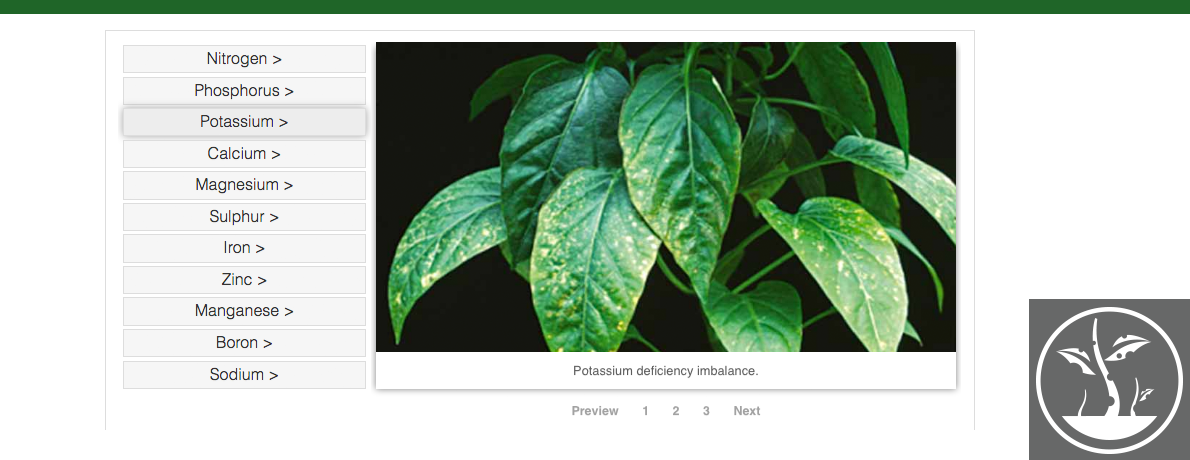 Nitrogen >
Phosphorus >
Potassium >
Calcium >
Magnesium >
Sulphur >
Iron >
Zinc >
Manganese >
Boron >
Sodium >
Potassium deficiency imbalance.
Preview 1 2 3 Next